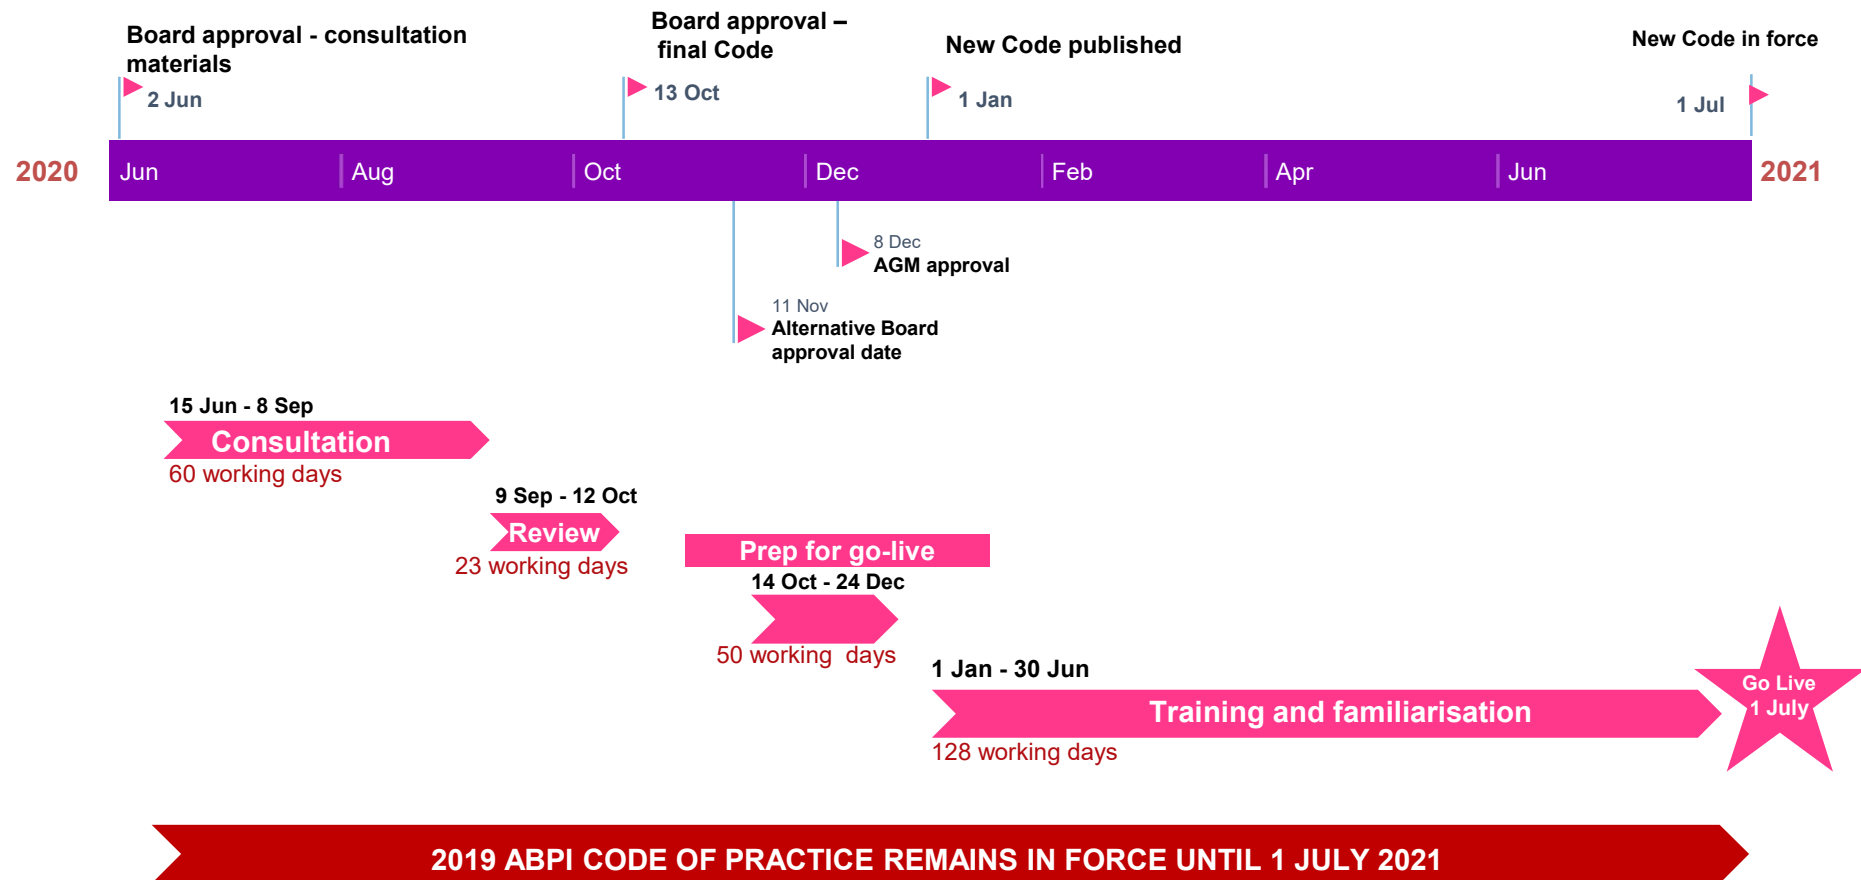 Board approval - consultation
materials
2 Jun
Board approval –
final Code
13 Oct
New Code published
1 Jan
New Code in force
1 Jul
2020
Jun
Aug
Oct
Dec
Feb
Apr
Jun
2021
8 Dec
AGM approval
11 Nov
Alternative Board
approval date
15 Jun - 8 Sep
Consultation
60 working days
9 Sep - 12 Oct
Review
23 working days
Prep for go-live
14 Oct - 24 Dec
50 working days
1 Jan - 30 Jun
Training and familiarisation
128 working days
Go Live
1 July
2019 ABPI CODE OF PRACTICE REMAINS IN FORCE UNTIL 1 JULY 2021